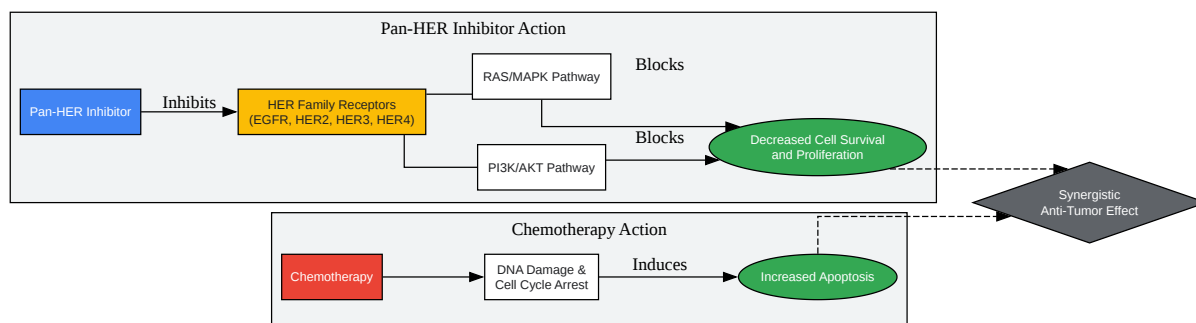 Pan-HER Inhibitor Action
RAS/MAPK Pathway
Blocks
Pan-HER Inhibitor
Inhibits
HER Family Receptors
(EGFR, HER2, HER3, HER4)
Blocks
Decreased Cell Survival
and Proliferation
PI3K/AKT Pathway
Synergistic
Anti-Tumor Effect
Chemotherapy Action
Chemotherapy
DNA Damage &
Cell Cycle Arrest
Induces
Increased Apoptosis